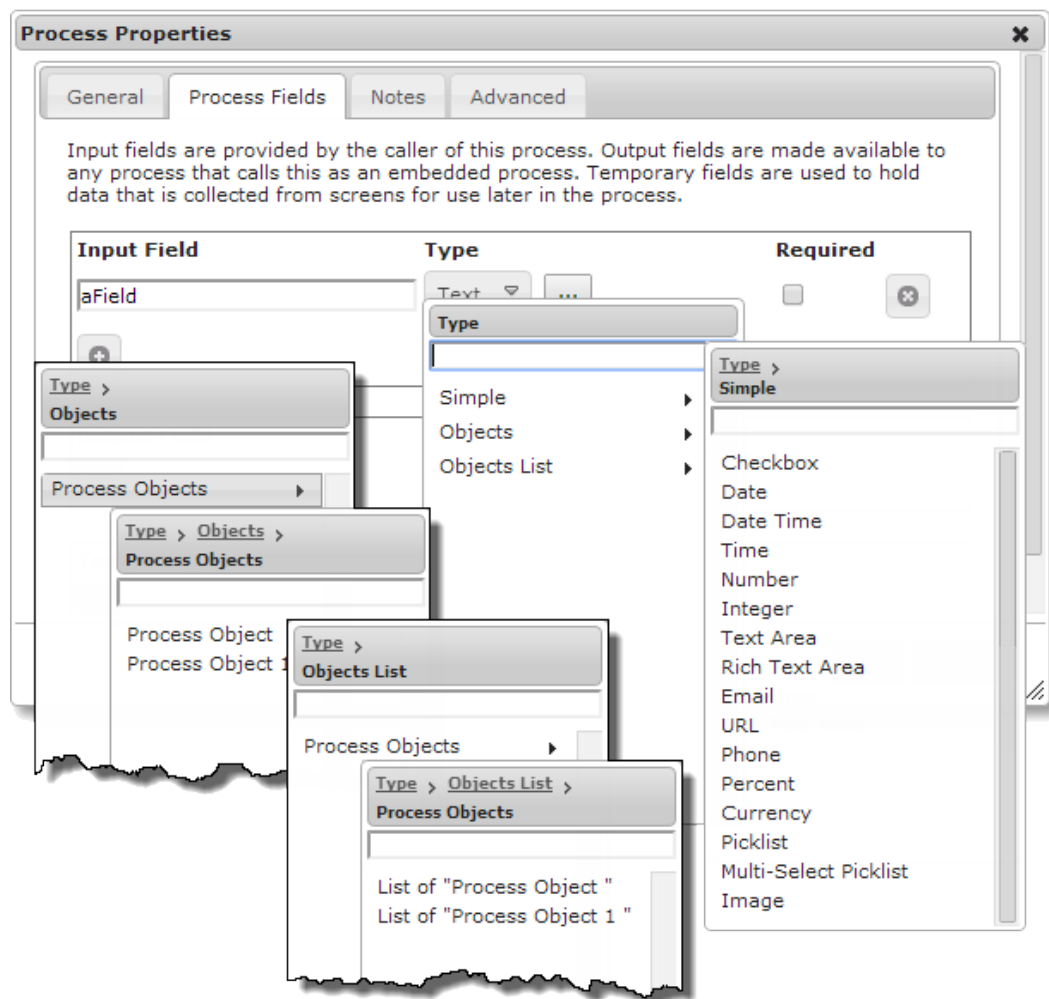 Process Properties
General Process Fields Notes Advanced
Input fields are provided by the caller of this process. Output fields are made available to
any process that calls this as an embedded process. Temporary fields are used to hold
data that is collected from screens for use later in the process.
Input Field Type Required
aField Text ...
Type
Simple
Objects
Objects List
Type >
Simple
Checkbox
Date
Date Time
Time
Number
Integer
Text Area
Rich Text Area
Email
URL
Phone
Percent
Currency
Picklist
Multi-Select Picklist
Image
Type >
Objects
Process Objects
Type > Objects >
Process Objects
Process Object
Process Object 1
Type >
Objects List
Process Objects
Type > Objects List >
Process Objects
List of "Process Object "
List of "Process Object 1 "